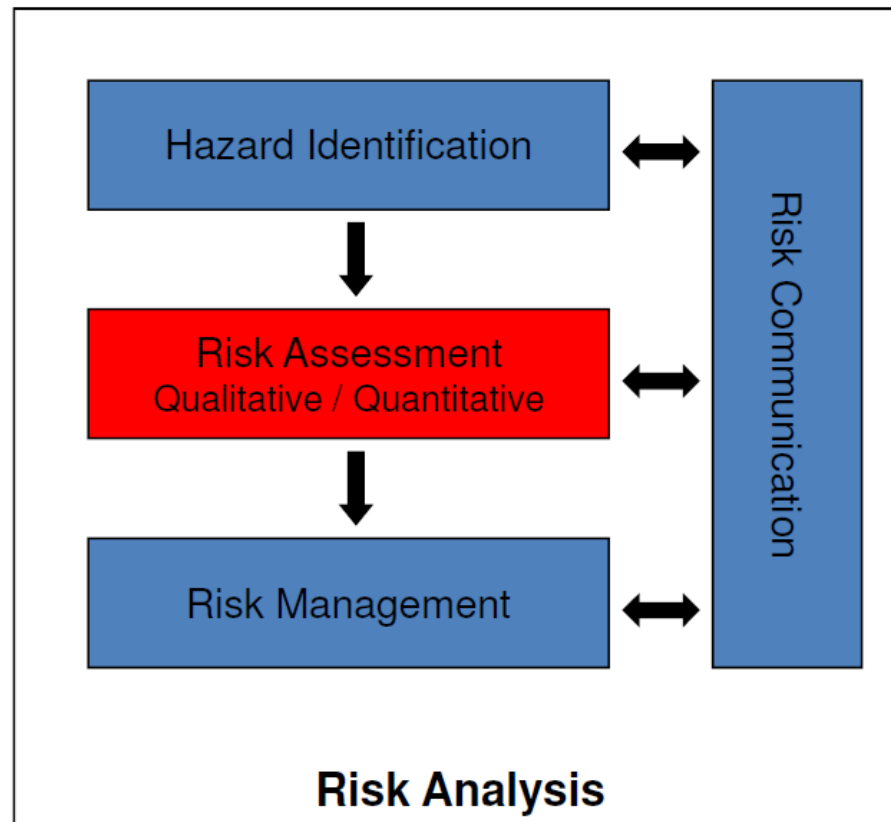 Hazard Identification
Risk Assessment
Qualitative / Quantitative
Risk Management
Risk Communication
Risk Analysis